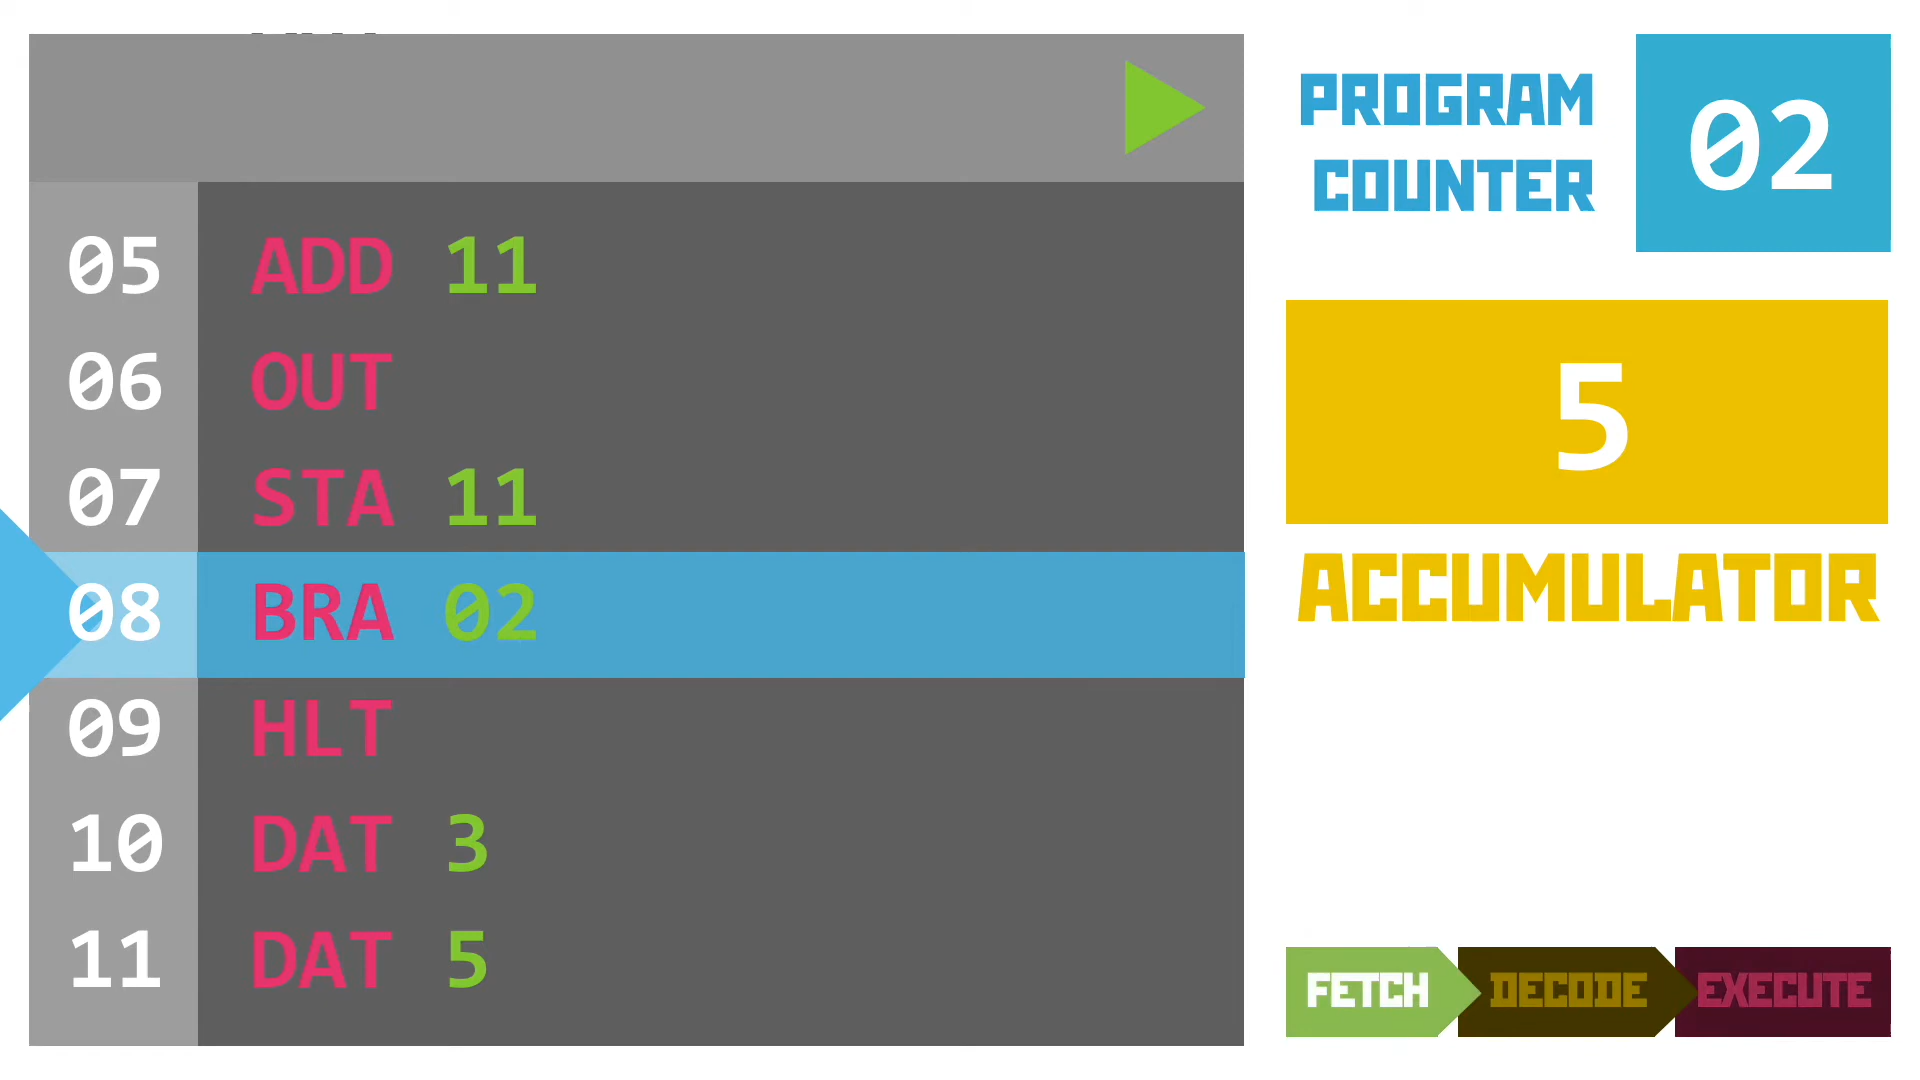 05 ADD 11
06 OUT
07 STA 11
08 BRA 02
09 HLT
10 DAT 3
11 DAT 5
PROGRAM
COUNTER
02
5
ACCUMULATOR
FETCH DECODE EXECUTE